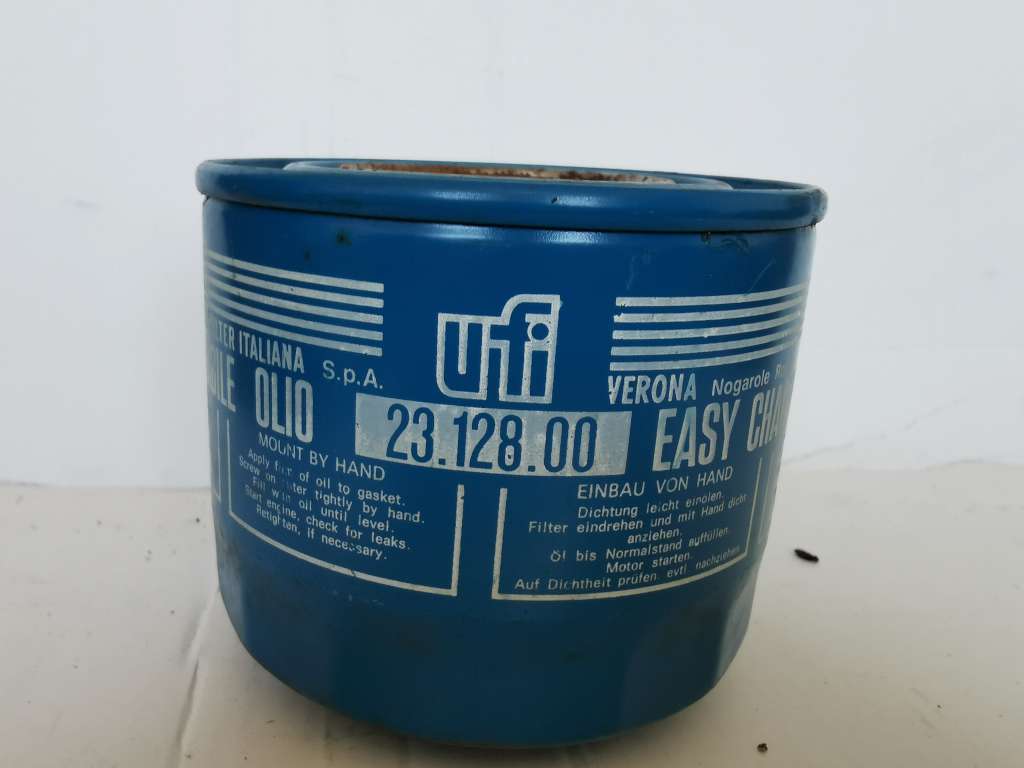 ufi
LTER ITALIANA S.p.A.
VERONA Nogarole R
OLIO
23.128.00
EASY CHA
MOUNT BY HAND
Apply of oil to gasket.
Screw on tightly by hand.
Fill oil until level.
Start engine, check for leaks.
Retighten, if necessary.
EINBAU VON HAND
Dichtung leicht einölen.
Filter eindrehen und mit Hand dicht
anziehen.
Öl bis Normalstand auffüllen.
Motor starten.
Auf Dichtheit prüfen, evtl nachziehen